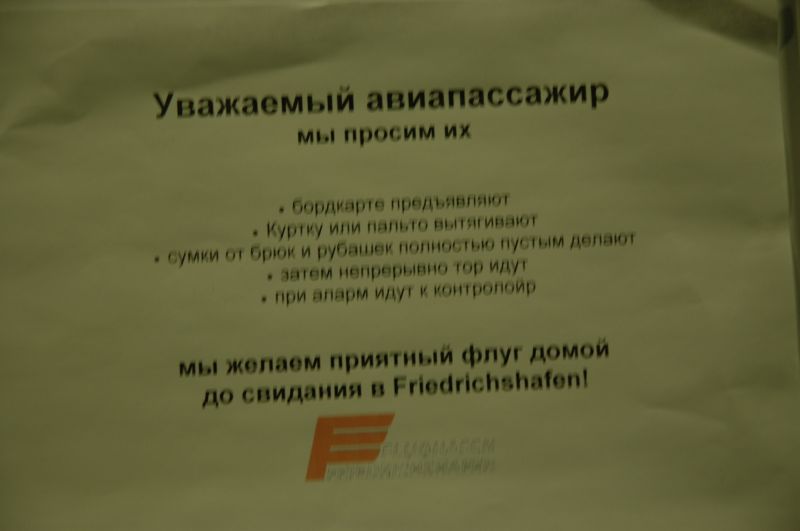 Уважаемый авиапассажир
мы просим их
• бордкарте предъявляют
• Куртку или пальто вытягивают
• сумки от брюк и рубашек полностью пустым делают
• затем непрерывно тор идут
• при аларм идут к контролойр
мы желаем приятный флуг домой
до свидания в Friedrichshafen!